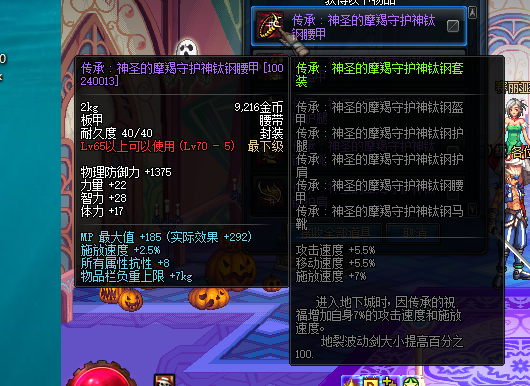 传承：神圣的摩羯守护神钛
钢腰甲
传承：神圣的摩羯守护神钛钢腰甲 [100
240013]
2kg
9,216金币
板甲
腰带
耐久度 40/40
封装
Lv65以上可以使用 (Lv70 - 5)
最下级
物理防御力 +1375
力量 +22
智力 +28
体力 +17
MP 最大值 +185 (实际效果 +292)
施放速度 +2.5%
所有属性抗性 +8
物品栏负重上限 +7kg
传承：神圣的摩羯守护神钛钢套
装
传承：神圣的摩羯守护神钛钢盔
甲
传承：神圣的摩羯守护神钛钢护
腿
传承：神圣的摩羯守护神钛钢护
肩
传承：神圣的摩羯守护神钛钢腰
甲
传承：神圣的摩羯守护神钛钢马
靴
攻击速度 +5.5%
移动速度 +5.5%
施放速度 +7%
进入地下城时，因传承的祝
福增加自身7%的攻击速度和施放
速度。
地裂波动剑大小提高百分之
100.